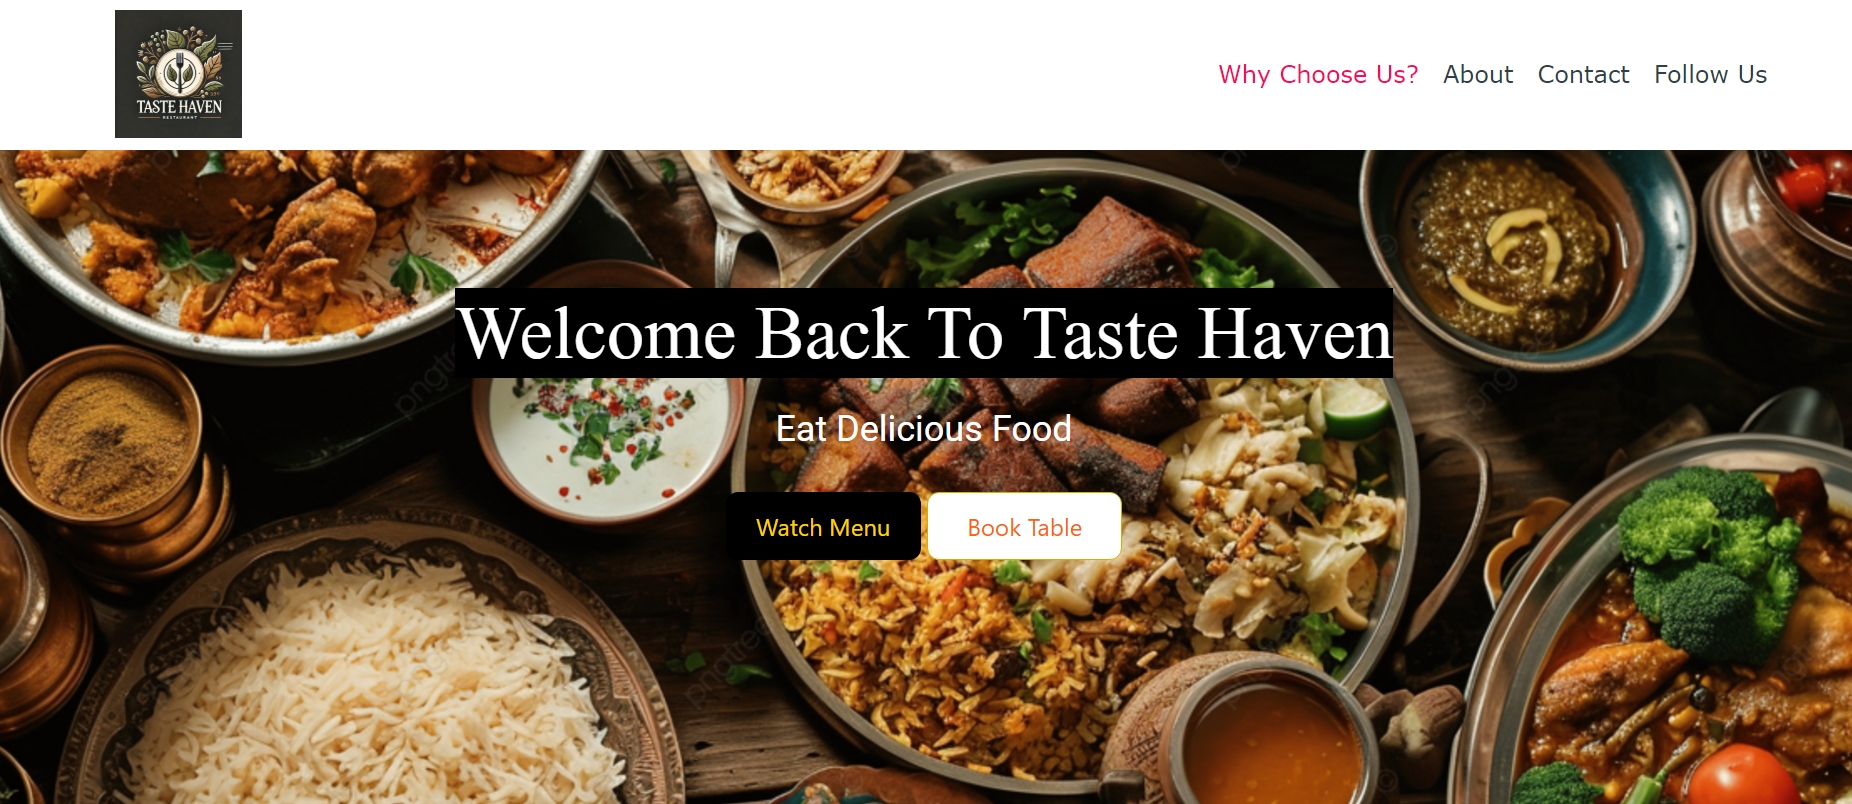 TASTE HAVEN
RESTAURANT
Why Choose Us? About Contact Follow Us
Welcome Back To Taste Haven
Eat Delicious Food
Watch Menu Book Table